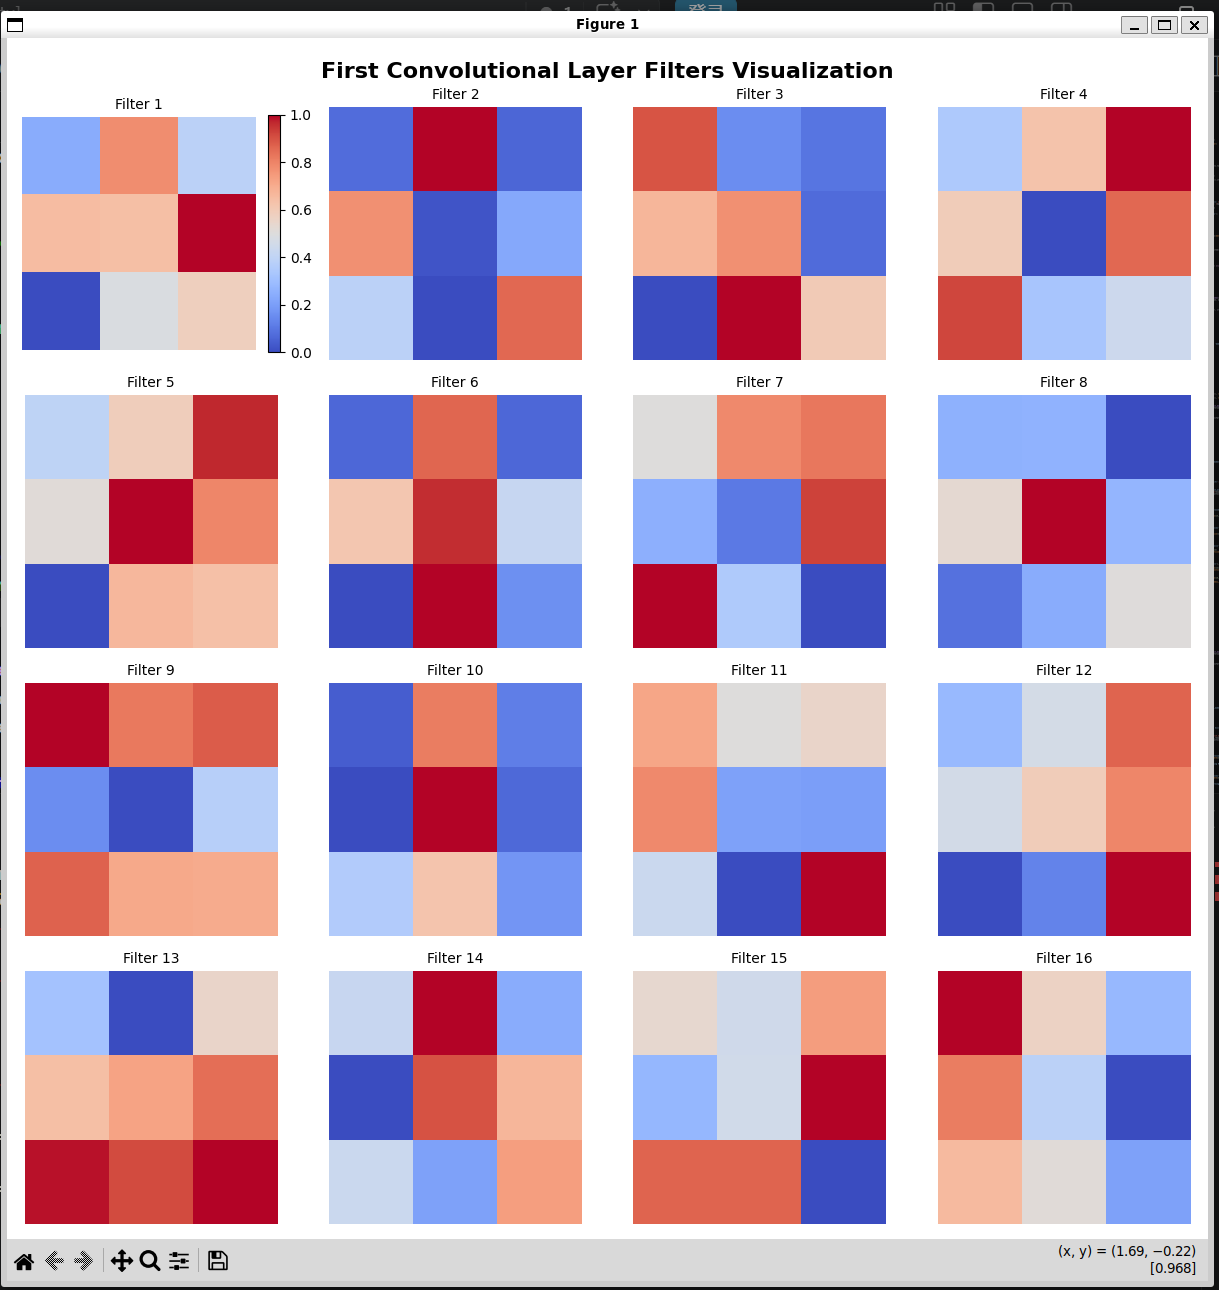 登录
Figure 1
First Convolutional Layer Filters Visualization
Filter 1
Filter 2
Filter 3
Filter 4
1.0
0.8
0.6
0.4
0.2
0.0
Filter 5
Filter 6
Filter 7
Filter 8
Filter 9
Filter 10
Filter 11
Filter 12
Filter 13
Filter 14
Filter 15
Filter 16
(x, y) = (1.69, −0.22)
[0.968]